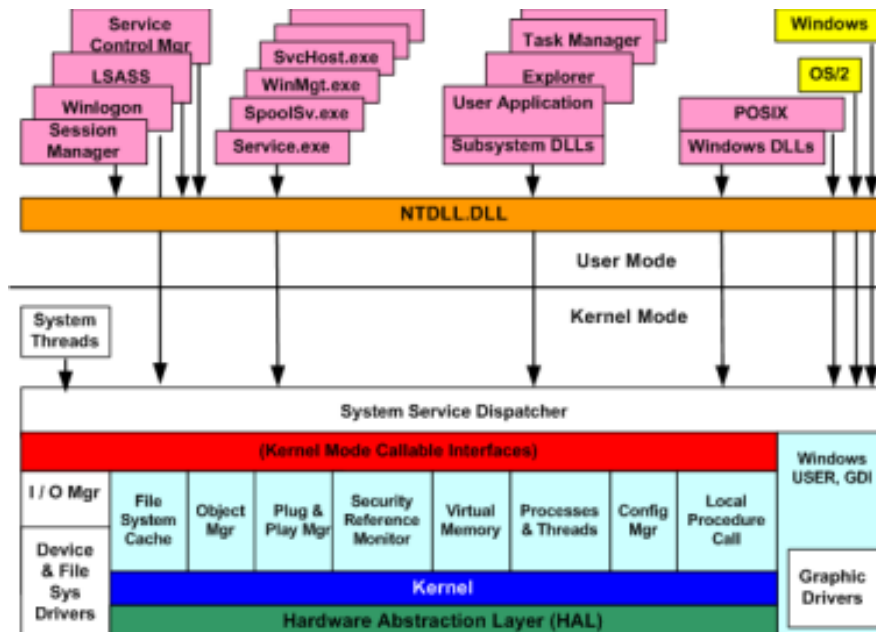 Service
Control Mgr
LSASS
Winlogon
Session
Manager
SvcHost.exe
WinMgt.exe
SpoolSv.exe
Service.exe
Task Manager
Explorer
User Application
Subsystem DLLs
Windows
OS/2
POSIX
Windows DLLs
NTDLL.DLL
User Mode
Kernel Mode
System
Threads
System Service Dispatcher
(Kernel Mode Callable Interfaces)
I / O Mgr
Device
& File
Sys
Drivers
File
System
Cache
Object
Mgr
Plug &
Play Mgr
Security
Reference
Monitor
Virtual
Memory
Processes
& Threads
Config
Mgr
Local
Procedure
Call
Windows
USER, GDI
Graphic
Drivers
Kernel
Hardware Abstraction Layer (HAL)